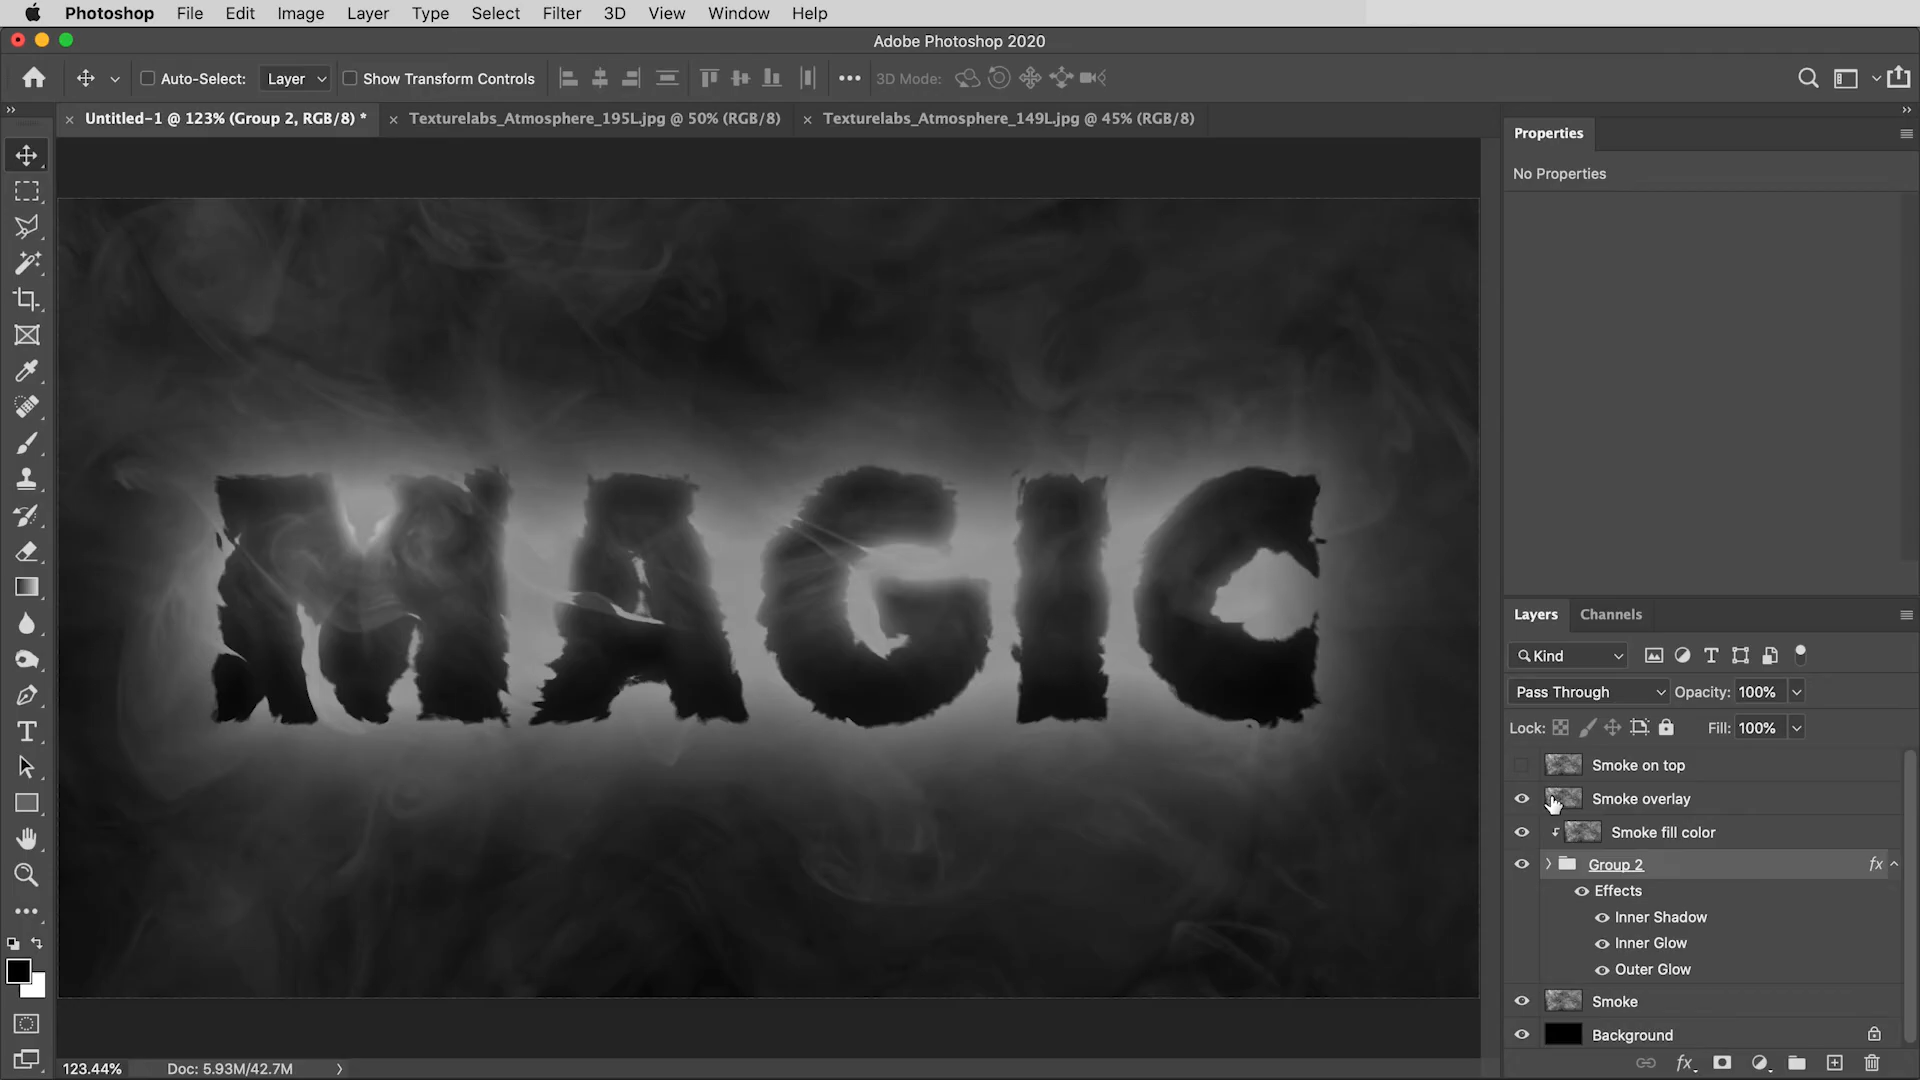 Photoshop File Edit Image Layer Type Select Filter 3D View Window Help
Adobe Photoshop 2020
Auto-Select: Layer Show Transform Controls 3D Mode:
Untitled-1 @ 123% (Group 2, RGB/8) * Texturelabs_Atmosphere_195L.jpg @ 50% (RGB/8) Texturelabs_Atmosphere_149L.jpg @ 45% (RGB/8)
Properties
No Properties
MAGIC
Layers Channels
Kind
Pass Through Opacity: 100%
Lock: Fill: 100%
Smoke on top
Smoke overlay
Smoke fill color
Group 2 fx
Effects
Inner Shadow
Inner Glow
Outer Glow
Smoke
Background
123.44% Doc: 5.93M/42.7M
fx